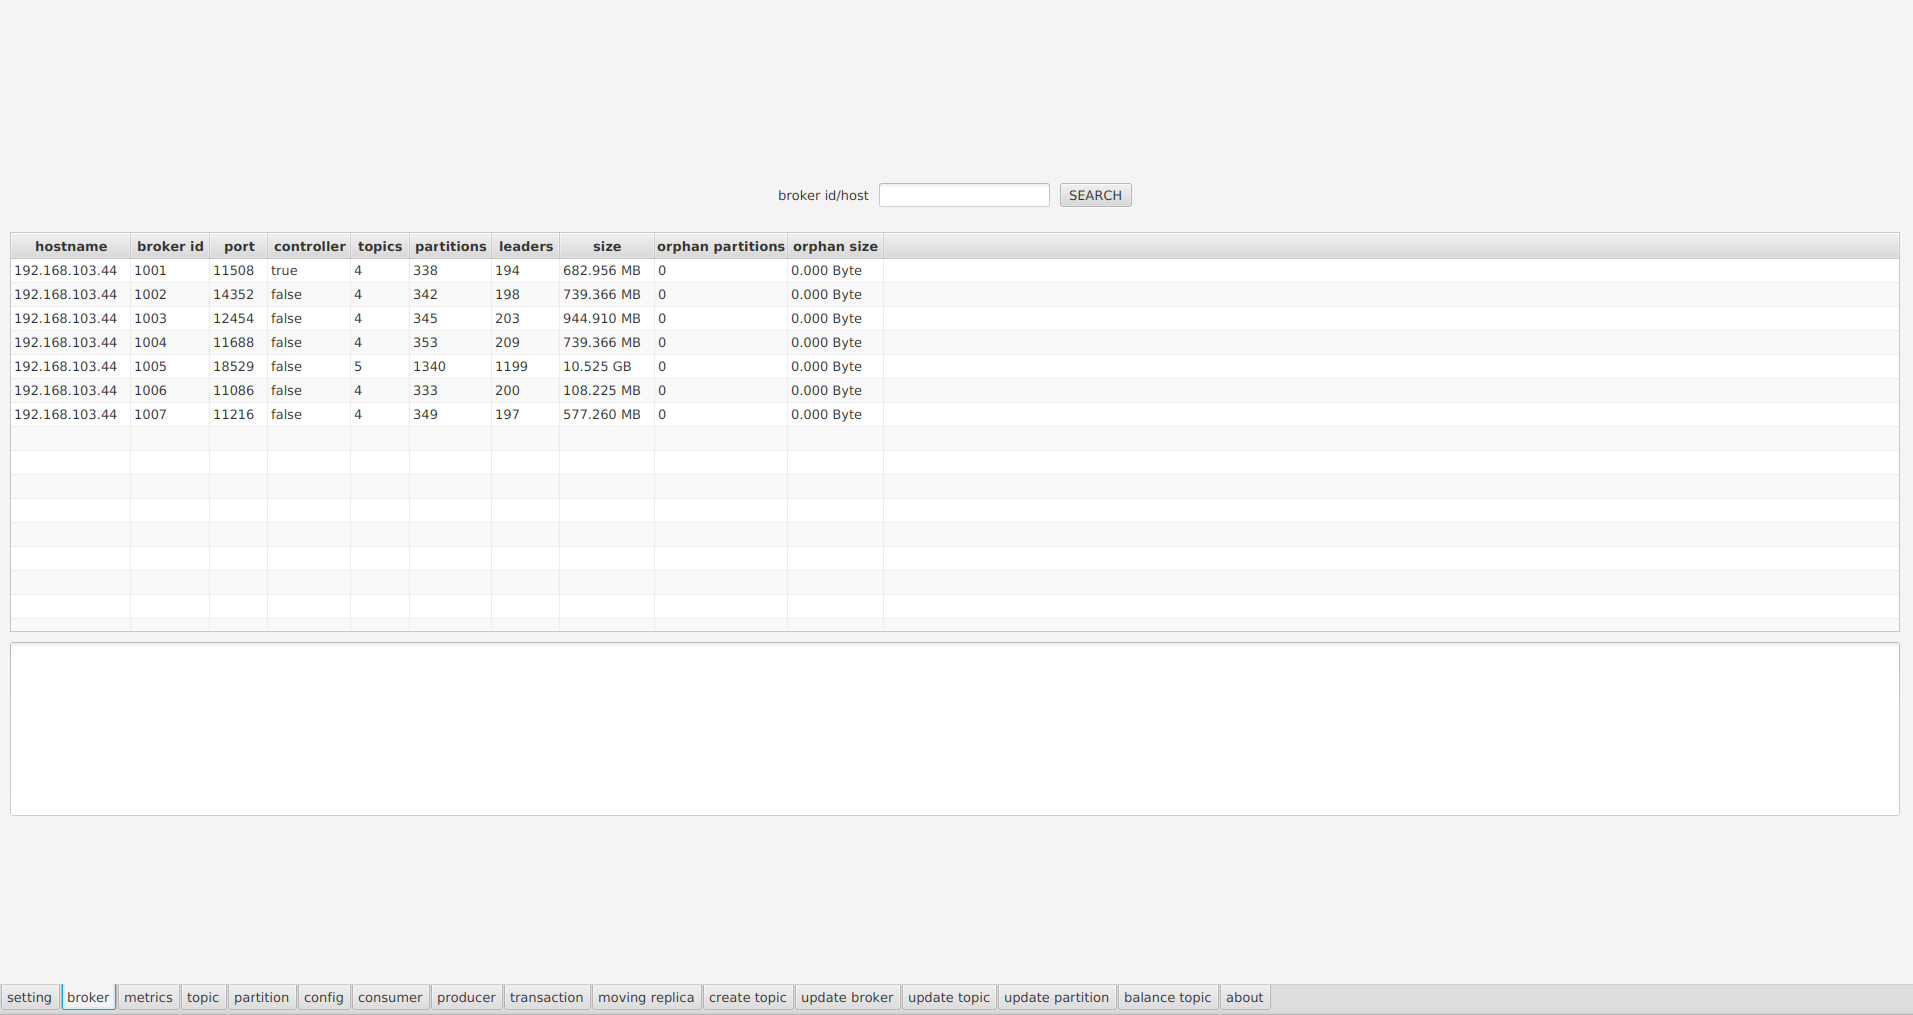 broker id/host SEARCH
hostname broker id port controller topics partitions leaders size orphan partitions orphan size
192.168.103.44 1001 11508 true 4 338 194 682.956 MB 0 0.000 Byte
192.168.103.44 1002 14352 false 4 342 198 739.366 MB 0 0.000 Byte
192.168.103.44 1003 12454 false 4 345 203 944.910 MB 0 0.000 Byte
192.168.103.44 1004 11688 false 4 353 209 739.366 MB 0 0.000 Byte
192.168.103.44 1005 18529 false 5 1340 1199 10.525 GB 0 0.000 Byte
192.168.103.44 1006 11086 false 4 333 200 108.225 MB 0 0.000 Byte
192.168.103.44 1007 11216 false 4 349 197 577.260 MB 0 0.000 Byte
setting broker metrics topic partition config consumer producer transaction moving replica create topic update broker update topic update partition balance topic about